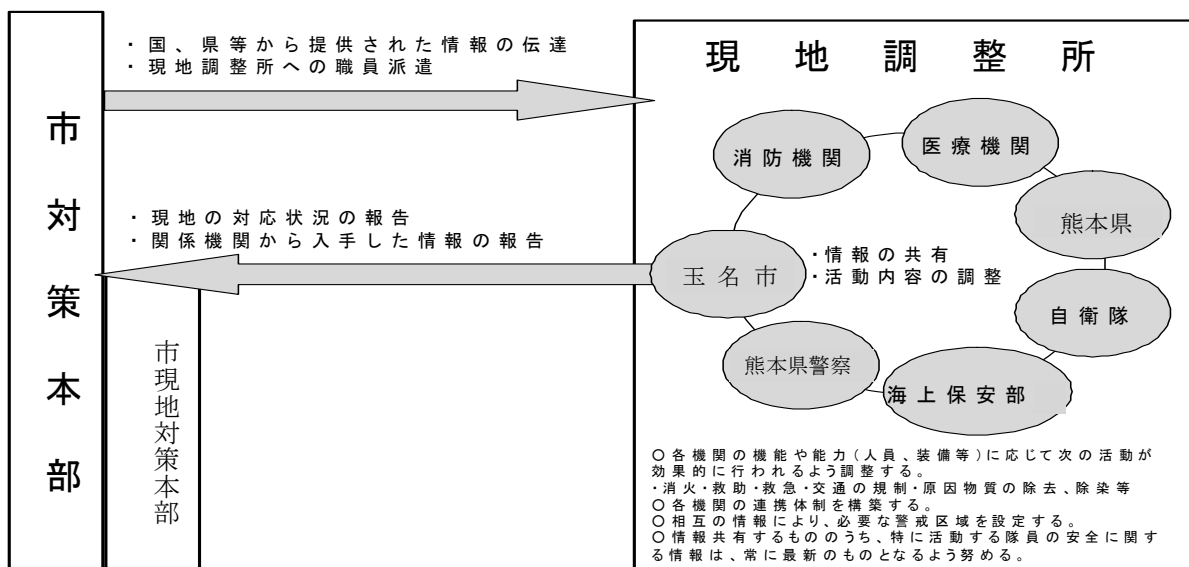 市対策本部
・国、県等から提供された情報の伝達
・現地調整所への職員派遣
・現地の対応状況の報告
・関係機関から入手した情報の報告
市現地対策本部
現地調整所
消防機関
医療機関
熊本県
玉名市
・情報の共有
・活動内容の調整
自衛隊
熊本県警察
海上保安部
○各機関の機能や能力(人員、装備等)に応じて次の活動が
効果的に行われるよう調整する。
・消火・救助・救急・交通の規制・原因物質の除去、除染等
○各機関の連携体制を構築する。
○相互の情報により、必要な警戒区域を設定する。
○情報共有するもののうち、特に活動する隊員の安全に関す
る情報は、常に最新のものとなるよう努める。